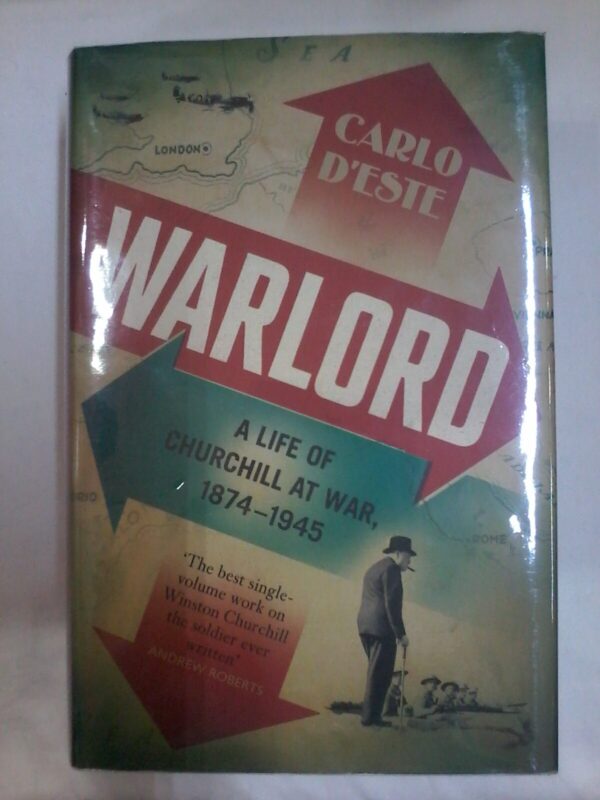 SEA
LONDON
CARLO
D'ESTE
WARLORD
VIENNA
A LIFE OF
CHURCHILL AT WAR,
1874–1945
ROME
'The best single-
volume work on
Winston Churchill
the soldier ever
written'
ANDREW ROBERTS